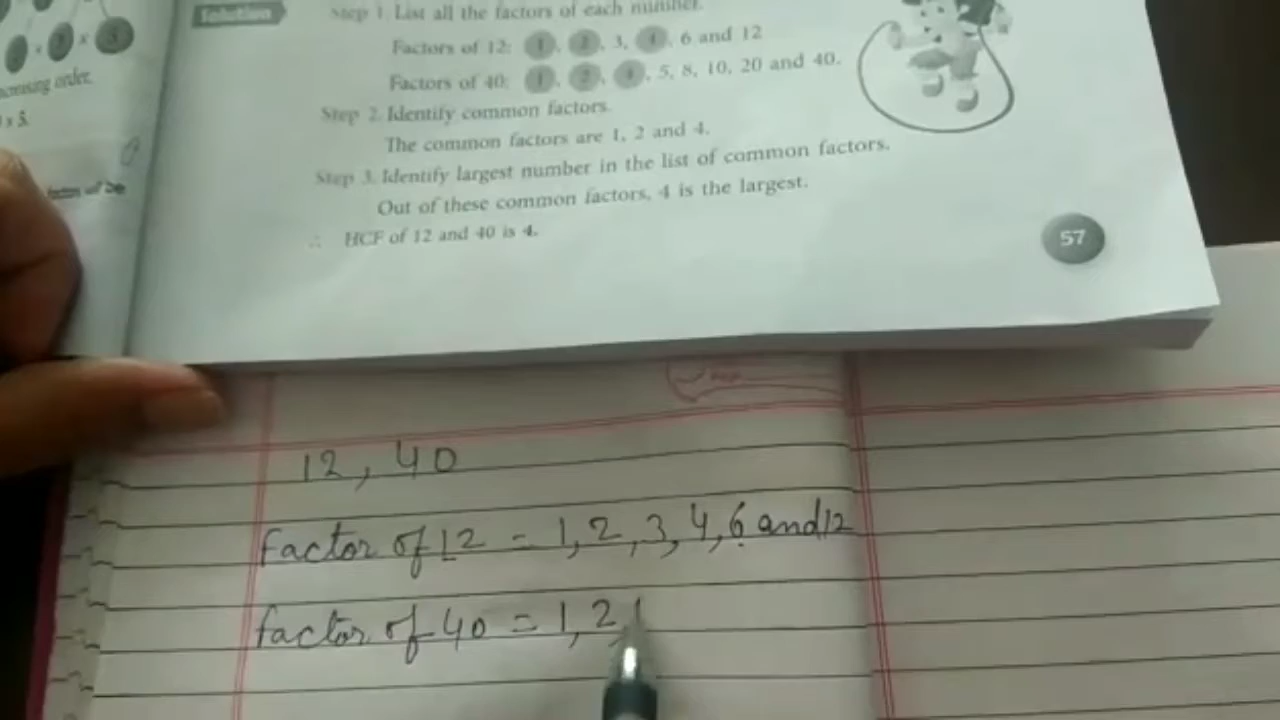 Solution
Step 1. List all the factors of each number.
Factors of 12: 1, 2, 3, 4, 6 and 12
Factors of 40: 1, 2, 4, 5, 8, 10, 20 and 40.
Step 2. Identify common factors.
The common factors are 1, 2 and 4.
Step 3. Identify largest number in the list of common factors.
Out of these common factors, 4 is the largest.
∴ HCF of 12 and 40 is 4.
57
order.
× 5.
12, 40
Factor of 12 = 1, 2, 3, 4, 6 and 12
factor of 40 = 1, 2,